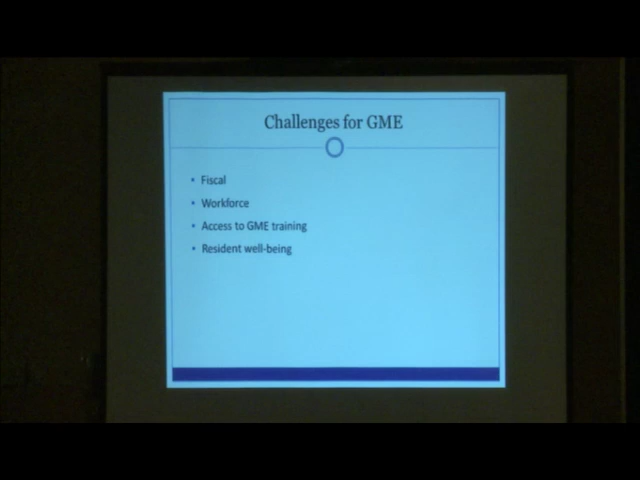 Challenges for GME
• Fiscal
• Workforce
• Access to GME training
• Resident well-being